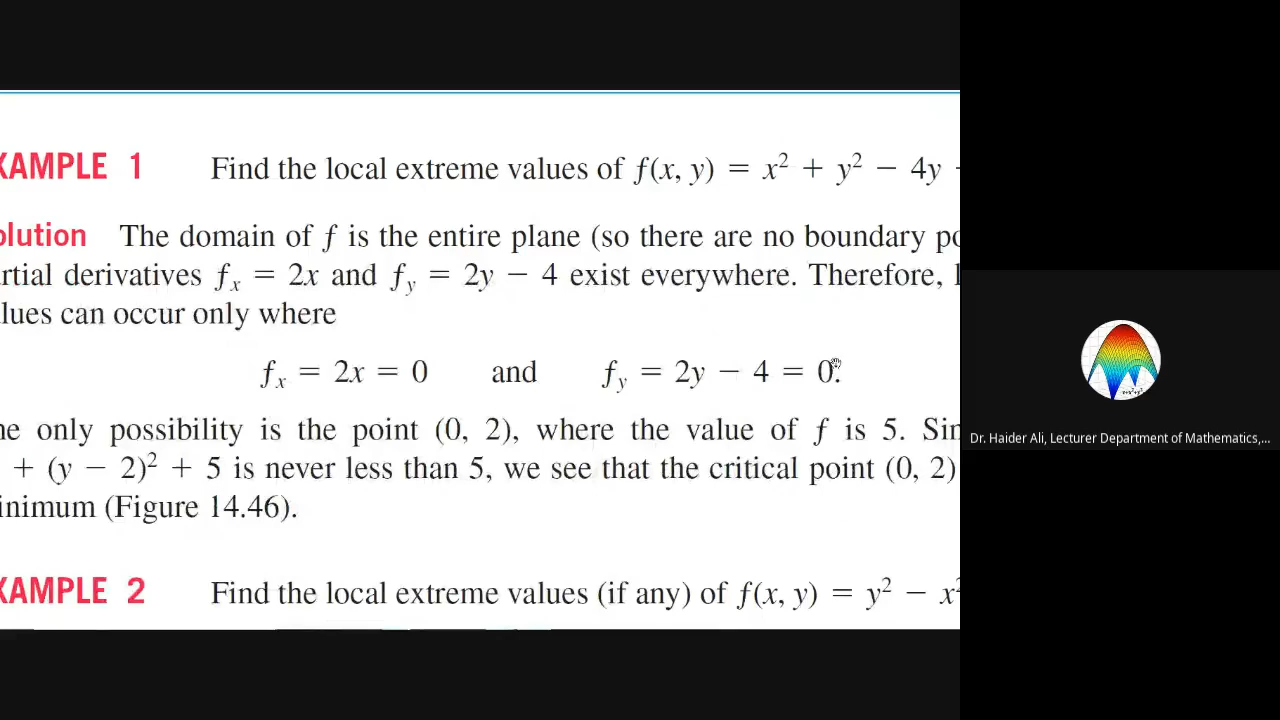 XAMPLE 1 Find the local extreme values of f(x, y) = x² + y² − 4y
olution The domain of f is the entire plane (so there are no boundary po
rtial derivatives fₓ = 2x and f_y = 2y − 4 exist everywhere. Therefore, l
lues can occur only where
fₓ = 2x = 0 and f_y = 2y − 4 = 0.
he only possibility is the point (0, 2), where the value of f is 5. Sin
+ (y − 2)² + 5 is never less than 5, we see that the critical point (0, 2)
inimum (Figure 14.46).
XAMPLE 2 Find the local extreme values (if any) of f(x, y) = y² − x²
Dr. Haider Ali, Lecturer Department of Mathematics,...